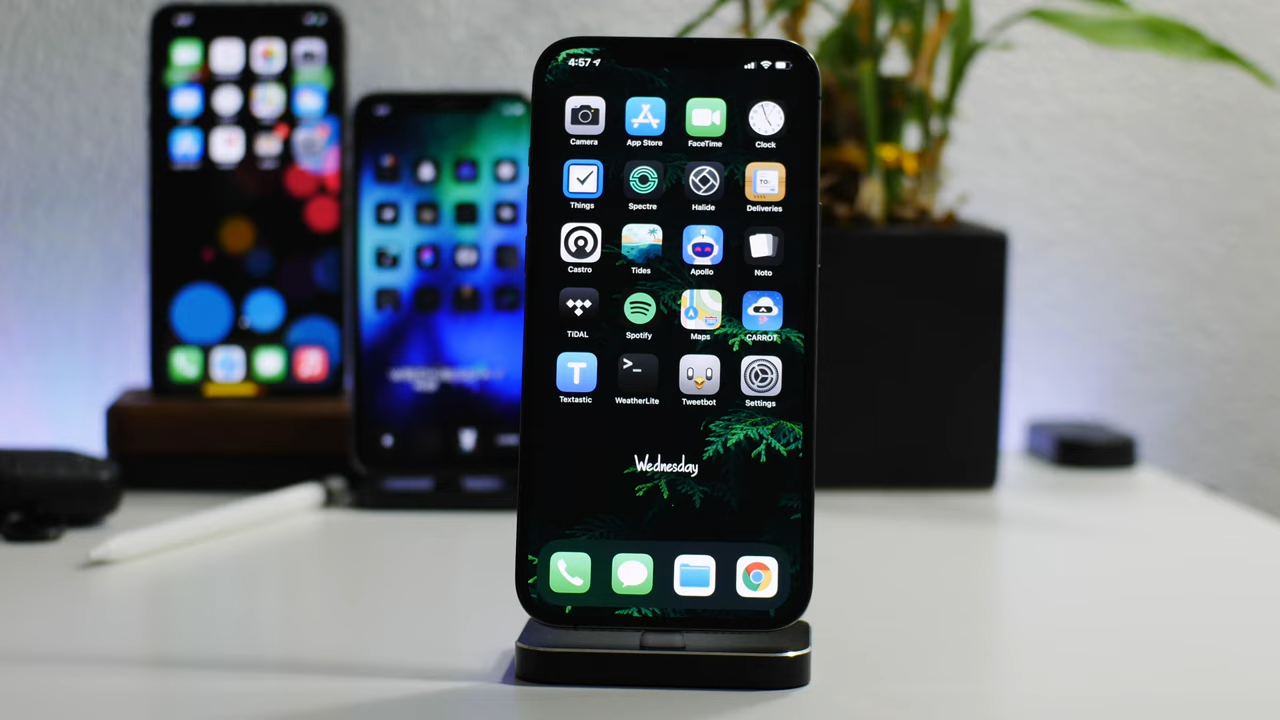 4:57
Camera App Store FaceTime Clock
Things Spectre Halide Deliveries
TO:
Castro Tides Apollo Noto
TIDAL Spotify Maps CARROT
Textastic WeatherLite Tweetbot Settings
Wednesday